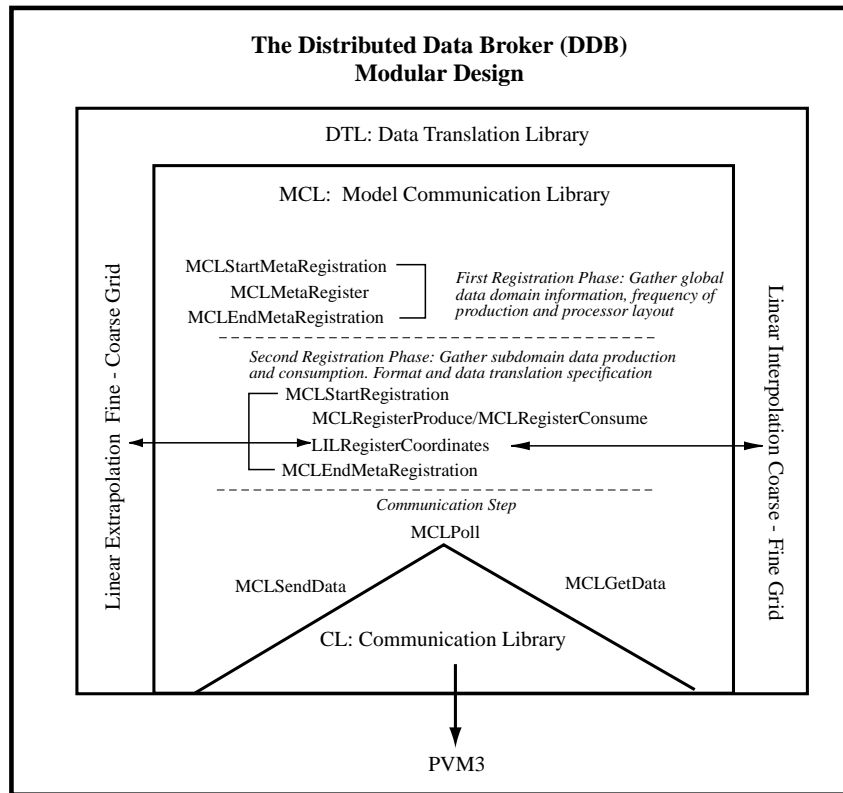 The Distributed Data Broker (DDB)
Modular Design
DTL: Data Translation Library
MCL: Model Communication Library
MCLStartMetaRegistration
MCLMetaRegister
MCLEndMetaRegistration
First Registration Phase: Gather global
data domain information, frequency of
production and processor layout
Second Registration Phase: Gather subdomain data production
and consumption. Format and data translation specification
MCLStartRegistration
MCLRegisterProduce/MCLRegisterConsume
LILRegisterCoordinates
MCLEndMetaRegistration
Linear Extrapolation Fine - Coarse Grid
Linear Interpolation Coarse - Fine Grid
Communication Step
MCLPoll
MCLSendData
MCLGetData
CL: Communication Library
PVM3